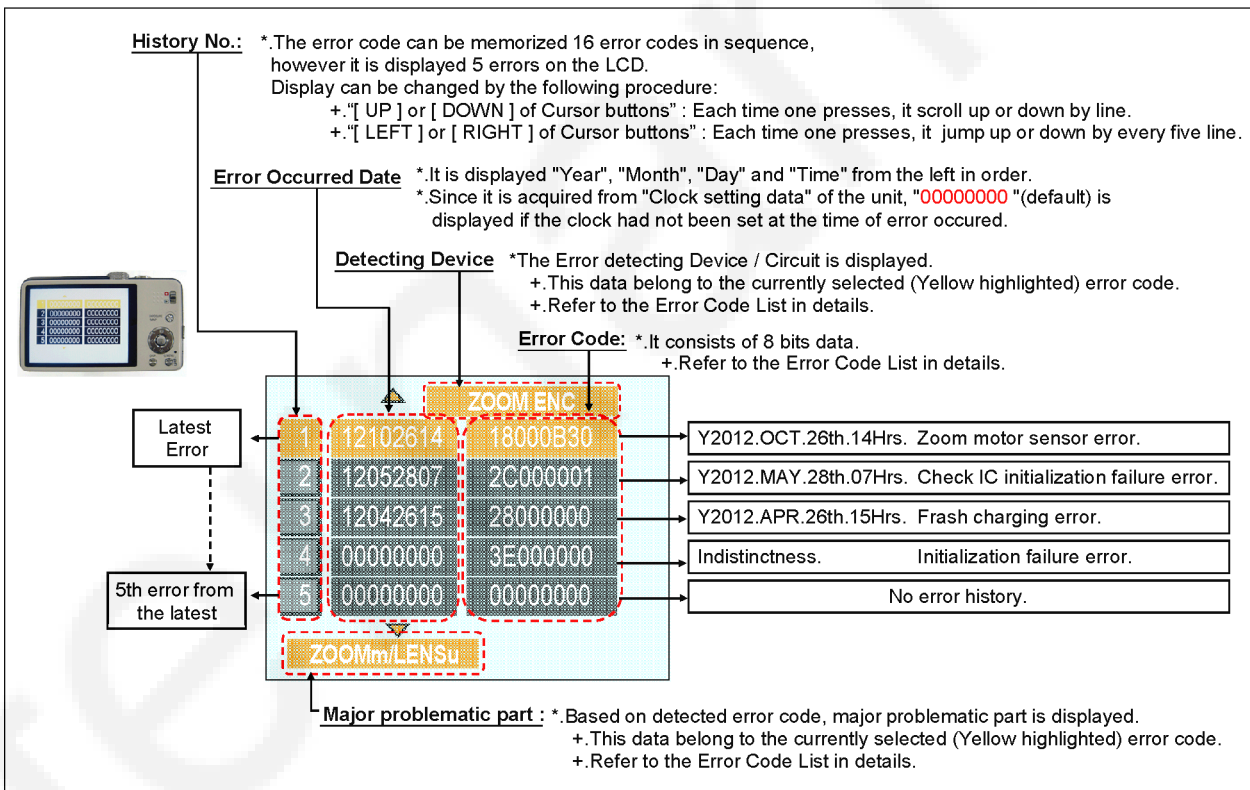 History No.: *.The error code can be memorized 16 error codes in sequence,
however it is displayed 5 errors on the LCD.
Display can be changed by the following procedure:
+.“[ UP ] or [ DOWN ] of Cursor buttons” : Each time one presses, it scroll up or down by line.
+.“[ LEFT ] or [ RIGHT ] of Cursor buttons” : Each time one presses, it jump up or down by every five line.
Error Occurred Date *.It is displayed "Year", "Month", "Day" and "Time" from the left in order.
*.Since it is acquired from "Clock setting data" of the unit, "00000000 "(default) is
displayed if the clock had not been set at the time of error occured.
Detecting Device *The Error detecting Device / Circuit is displayed.
+.This data belong to the currently selected (Yellow highlighted) error code.
+.Refer to the Error Code List in details.
Error Code: *.It consists of 8 bits data.
+.Refer to the Error Code List in details.
2 00000000 00000000
3 00000000 00000000
4 00000000 00000000
5 00000000 00000000
ZOOM ENC
Latest
Error
1 12102614 18000B30 Y2012.OCT.26th.14Hrs. Zoom motor sensor error.
2 12052807 2C000001 Y2012.MAY.28th.07Hrs. Check IC initialization failure error.
3 12042615 28000000 Y2012.APR.26th.15Hrs. Frash charging error.
4 00000000 3E000000 Indistinctness. Initialization failure error.
5 00000000 00000000 No error history.
5th error from
the latest
ZOOMm/LENSu
Major problematic part : *.Based on detected error code, major problematic part is displayed.
+.This data belong to the currently selected (Yellow highlighted) error code.
+.Refer to the Error Code List in details.